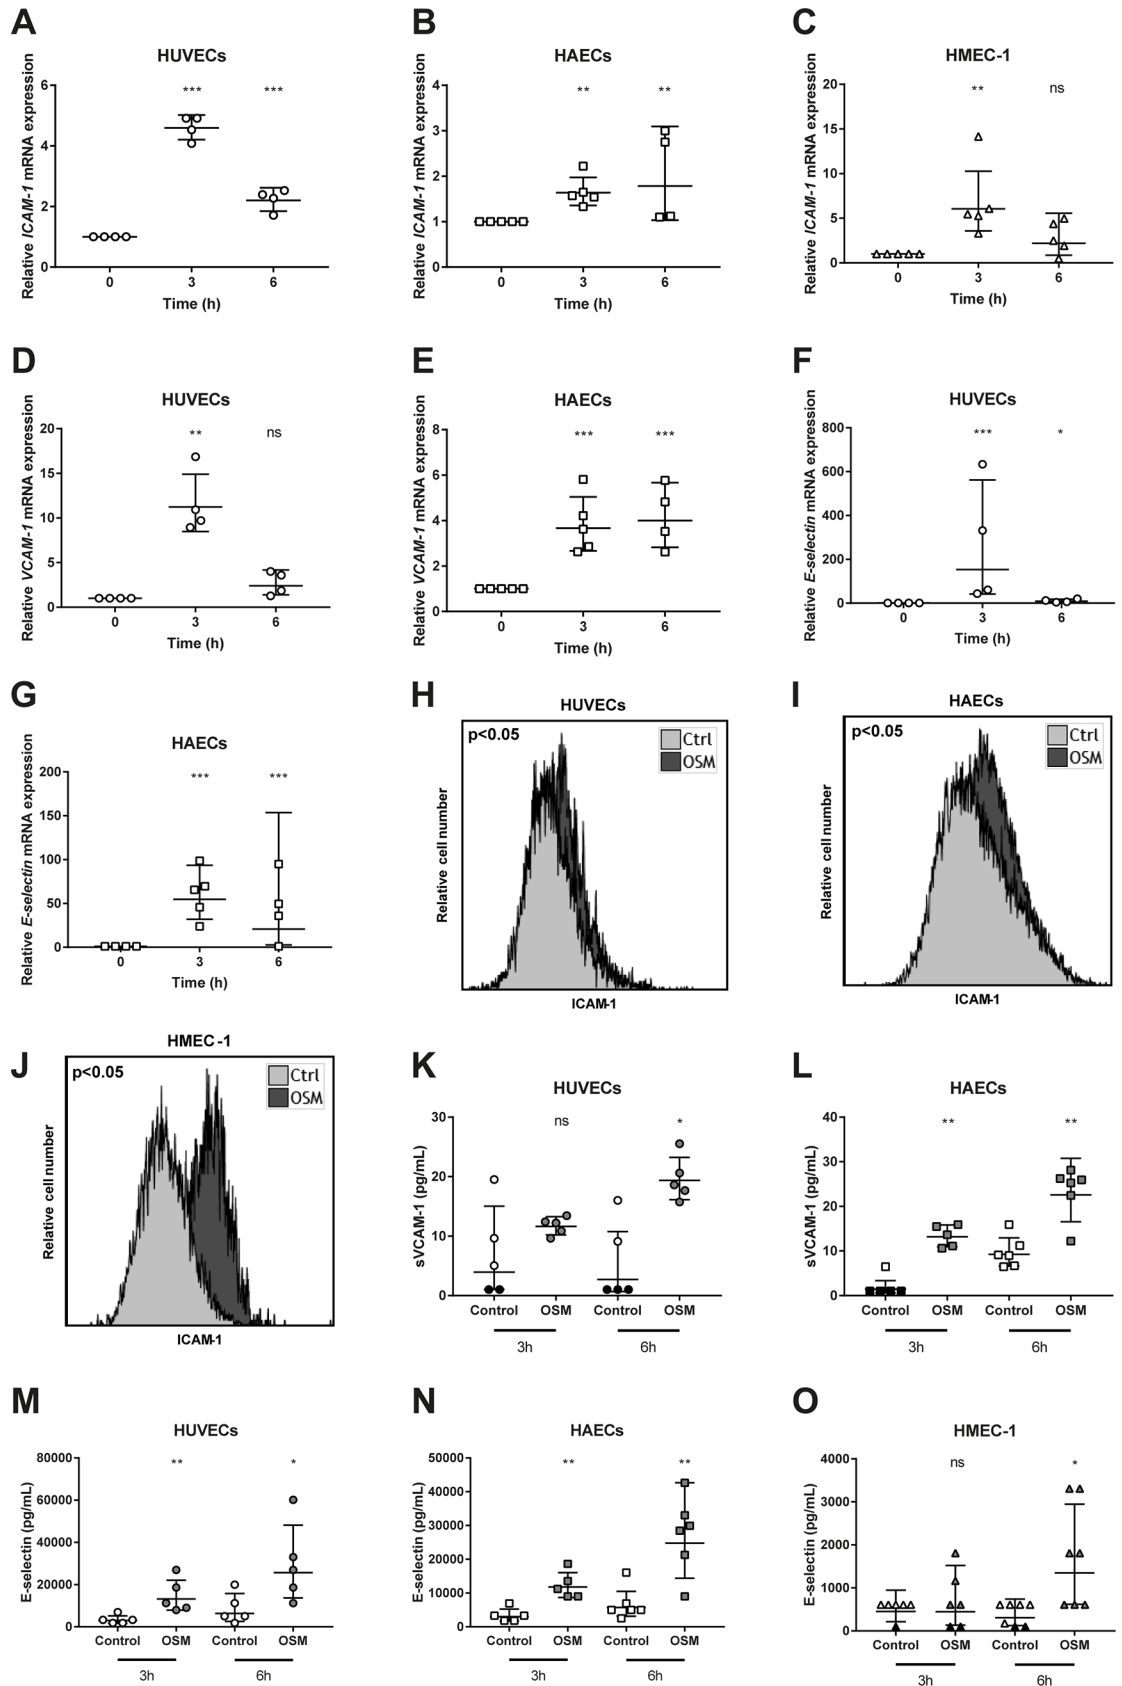 A
HUVECs
Relative ICAM-1 mRNA expression
6
4
2
0
*** ***
0 3 6
Time (h)
B
HAECs
Relative ICAM-1 mRNA expression
4
3
2
1
0
** **
0 3 6
Time (h)
C
HMEC-1
Relative ICAM-1 mRNA expression
20
15
10
5
0
** ns
0 3 6
Time (h)
D
HUVECs
Relative VCAM-1 mRNA expression
20
15
10
5
0
** ns
0 3 6
Time (h)
E
HAECs
Relative VCAM-1 mRNA expression
8
6
4
2
0
*** ***
0 3 6
Time (h)
F
HUVECs
Relative E-selectin mRNA expression
800
600
400
200
0
*** *
0 3 6
Time (h)
G
HAECs
Relative E-selectin mRNA expression
200
150
100
50
0
*** ***
0 3 6
Time (h)
H
HUVECs
p<0.05
Ctrl
OSM
Relative cell number
ICAM-1
I
HAECs
p<0.05
Ctrl
OSM
Relative cell number
ICAM-1
J
HMEC -1
p<0.05
Ctrl
OSM
Relative cell number
ICAM-1
K
HUVECs
sVCAM-1 (pg/mL)
30
20
10
0
ns *
Control OSM Control OSM
3h 6h
L
HAECs
sVCAM-1 (pg/mL)
40
30
20
10
0
** **
Control OSM Control OSM
3h 6h
M
HUVECs
E-selectin (pg/mL)
80000
60000
40000
20000
0
** *
Control OSM Control OSM
3h 6h
N
HAECs
E-selectin (pg/mL)
50000
40000
30000
20000
10000
0
** **
Control OSM Control OSM
3h 6h
O
HMEC-1
E-selectin (pg/mL)
4000
3000
2000
1000
0
ns *
Control OSM Control OSM
3h 6h